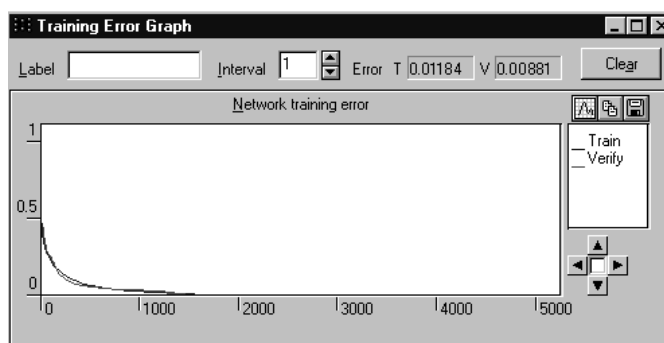 Training Error Graph
Label Interval 1 Error T 0.01184 V 0.00881 Clear
Network training error
1
0.5
0
Train
Verify
0 1000 2000 3000 4000 5000